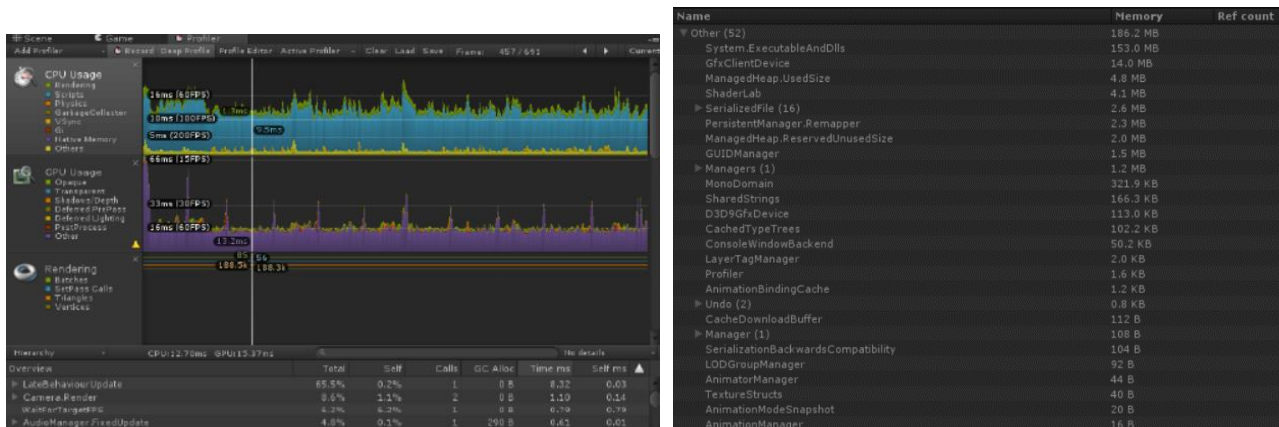 Scene Game Profiler
Add Profiler Record Deep Profile Profile Editor Active Profiler Clear Load Save Frame: 457 / 651 Current
CPU Usage
Rendering
Scripts
Physics
GarbageCollector
VSync
Gi
Native Memory
Others
16ms (60FPS)
10ms (100FPS)
9.5ms
5ms (200FPS)
CPU Usage
Opaque
Transparent
Shadows/Depth
Deferred PrePass
Deferred Lighting
PostProcess
Other
66ms (15FPS)
33ms (30FPS)
16ms (60FPS)
13.2ms
Rendering
Batches
SetPass Calls
Triangles
Vertices
85 56
188.5k 188.3k
Hierarchy CPU:12.70ms GPU:15.37ms No details
Overview Total Self Calls GC Alloc Time ms Self ms
LateBehaviourUpdate 65.5% 0.2% 1 0 B 8.32 0.03
Camera.Render 8.6% 1.1% 2 0 B 1.10 0.14
WaitForTargetFPS 6.2% 6.2% 1 0 B 0.79 0.79
AudioManager.FixedUpdate 4.8% 0.1% 1 290 B 0.61 0.01
Name Memory Ref count
Other (52) 186.2 MB
System.ExecutableAndDlls 153.0 MB
GfxClientDevice 14.0 MB
ManagedHeap.UsedSize 4.8 MB
ShaderLab 4.1 MB
SerializedFile (16) 2.6 MB
PersistentManager.Remapper 2.3 MB
ManagedHeap.ReservedUnusedSize 2.0 MB
GUIDManager 1.5 MB
Managers (1) 1.2 MB
MonoDomain 321.9 KB
SharedStrings 166.3 KB
D3D9GfxDevice 113.0 KB
CachedTypeTrees 102.2 KB
ConsoleWindowBackend 50.2 KB
LayerTagManager 2.0 KB
Profiler 1.6 KB
AnimationBindingCache 1.2 KB
Undo (2) 0.8 KB
CacheDownloadBuffer 112 B
Manager (1) 108 B
SerializationBackwardsCompatibility 104 B
LODGroupManager 92 B
AnimatorManager 44 B
TextureStructs 40 B
AnimationModeSnapshot 20 B
AnimationManager 16 B